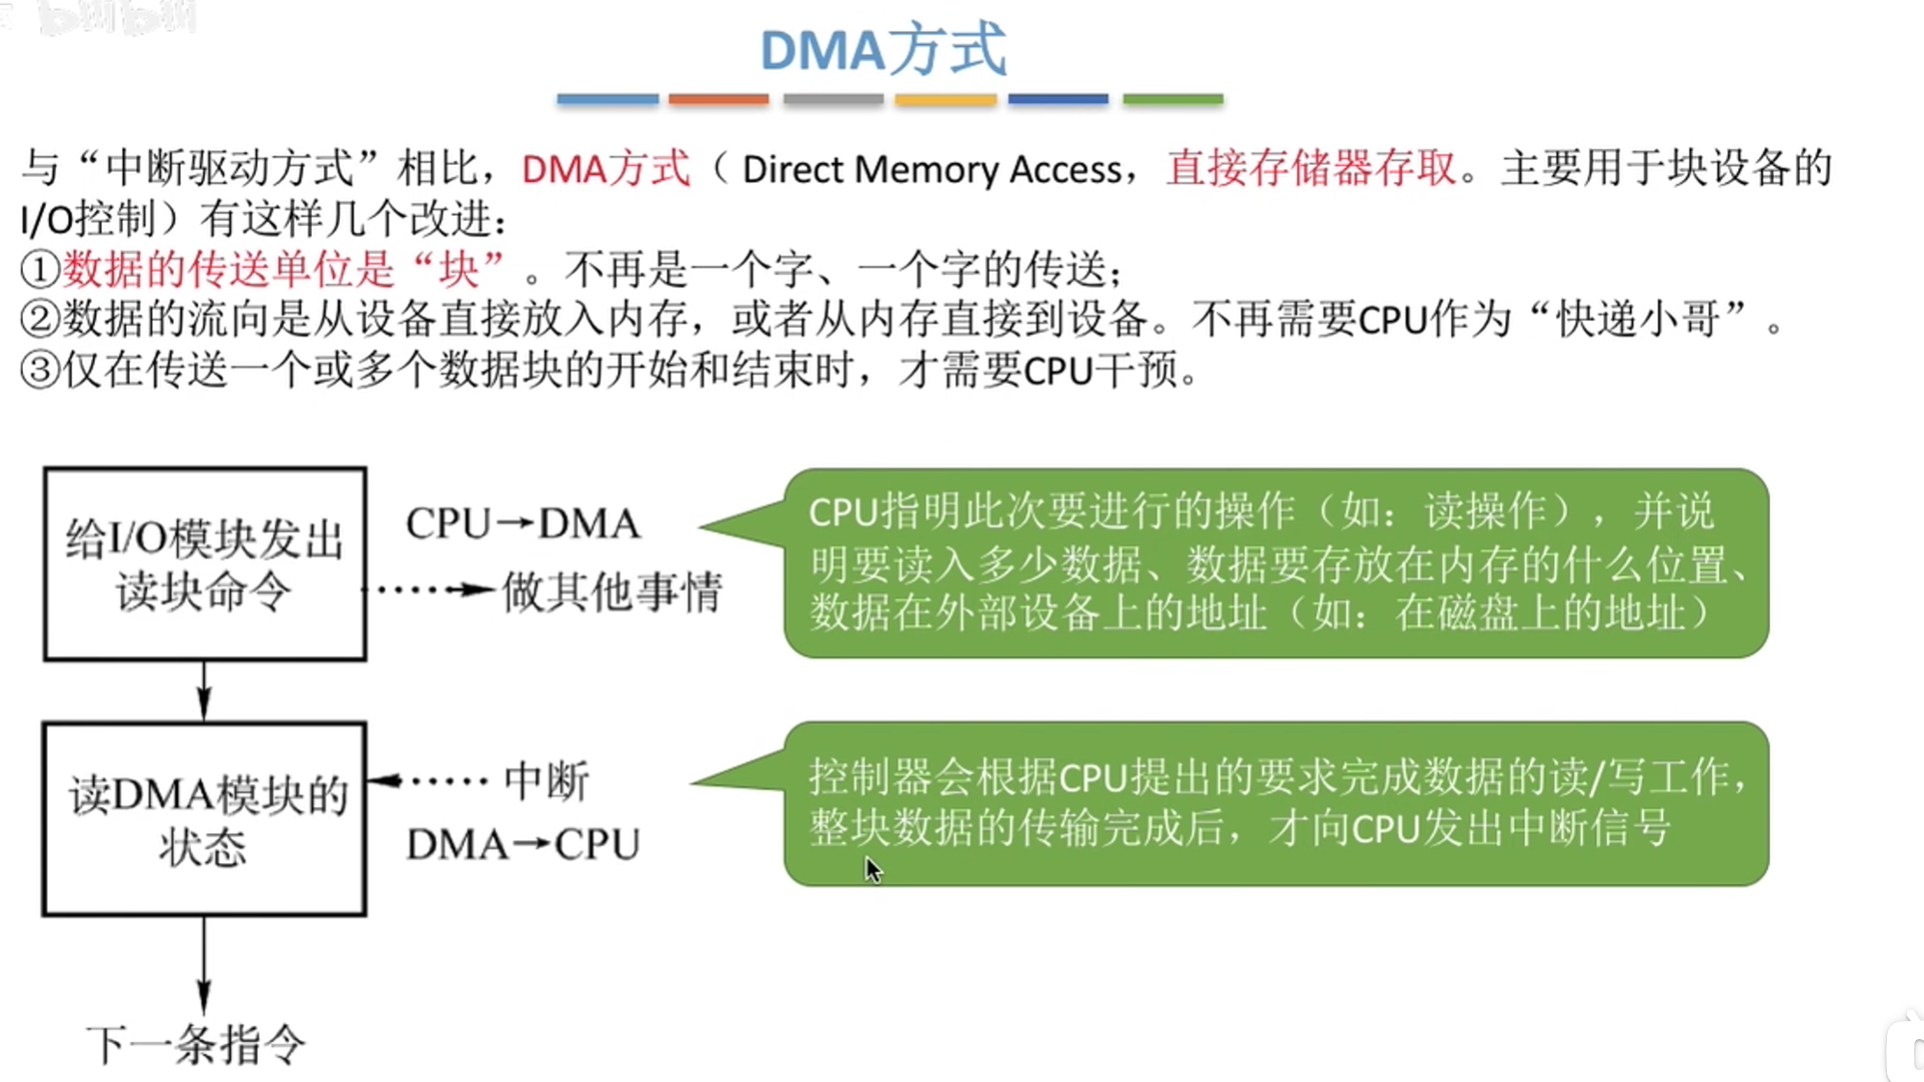 bilibili
DMA方式
与“中断驱动方式”相比，DMA方式（ Direct Memory Access，直接存储器存取。主要用于块设备的
I/O控制）有这样几个改进：
①数据的传送单位是“块”。不再是一个字、一个字的传送；
②数据的流向是从设备直接放入内存，或者从内存直接到设备。不再需要CPU作为“快递小哥”。
③仅在传送一个或多个数据块的开始和结束时，才需要CPU干预。
给I/O模块发出
读块命令
CPU→DMA
做其他事情
CPU指明此次要进行的操作（如：读操作），并说
明要读入多少数据、数据要存放在内存的什么位置、
数据在外部设备上的地址（如：在磁盘上的地址）
读DMA模块的
状态
中断
DMA→CPU
控制器会根据CPU提出的要求完成数据的读/写工作，
整块数据的传输完成后，才向CPU发出中断信号
下一条指令